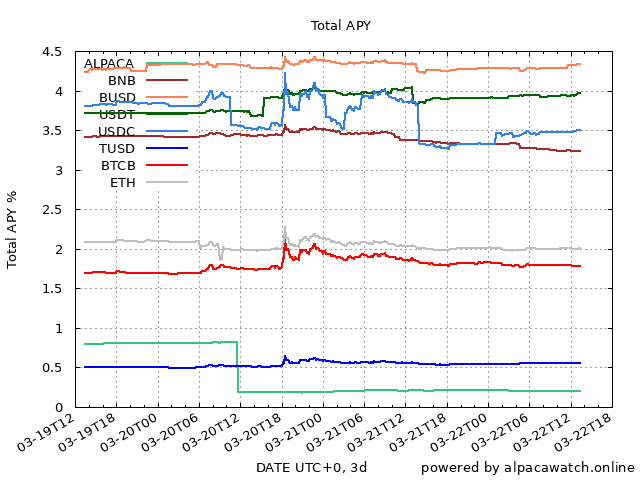 Total APY
4.5
4
3.5
3
2.5
2
1.5
1
0.5
0
Total APY %
ALPACA
BNB
BUSD
USDT
USDC
TUSD
BTCB
ETH
03-19T12
03-19T18
03-20T00
03-20T06
03-20T12
03-20T18
03-21T00
03-21T06
03-21T12
03-21T18
03-22T00
03-22T06
03-22T12
03-22T18
DATE UTC+0, 3d
powered by alpacawatch.online